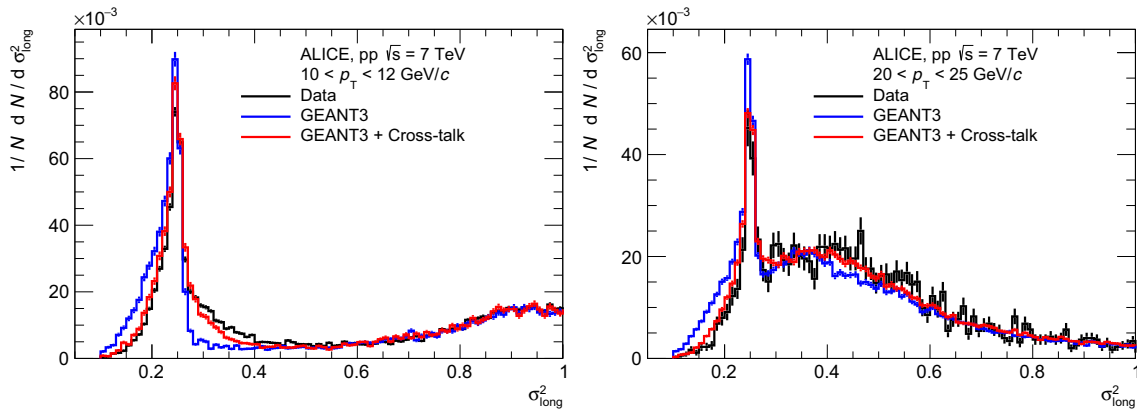 ×10⁻³
1/ N d N / d σ²long
ALICE, pp √s = 7 TeV
10 < pT < 12 GeV/c
Data
GEANT3
GEANT3 + Cross-talk
80
60
40
20
0
0.2 0.4 0.6 0.8 1
σ²long
×10⁻³
1/ N d N / d σ²long
ALICE, pp √s = 7 TeV
20 < pT < 25 GeV/c
Data
GEANT3
GEANT3 + Cross-talk
60
40
20
0
0.2 0.4 0.6 0.8 1
σ²long